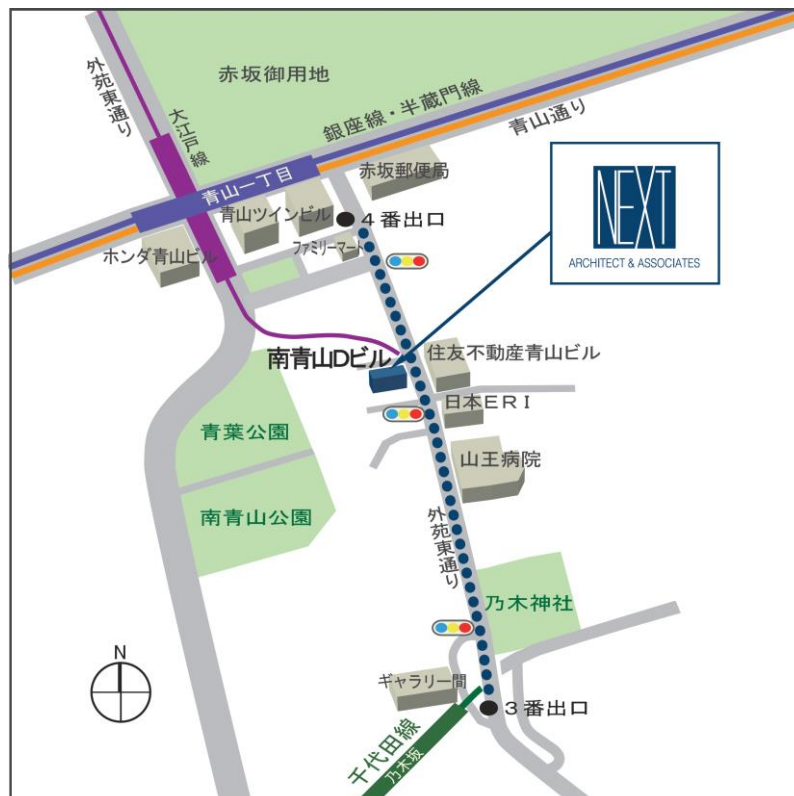 赤坂御用地
外苑東通り
大江戸線
銀座線・半蔵門線
青山通り
青山一丁目
赤坂郵便局
青山ツインビル
4番出口
ホンダ青山ビル
ファミリーマート
NEXT
ARCHITECT & ASSOCIATES
南青山Dビル
住友不動産青山ビル
日本ERI
青葉公園
山王病院
南青山公園
外苑東通り
乃木神社
N
ギャラリー間
3番出口
千代田線
乃木坂